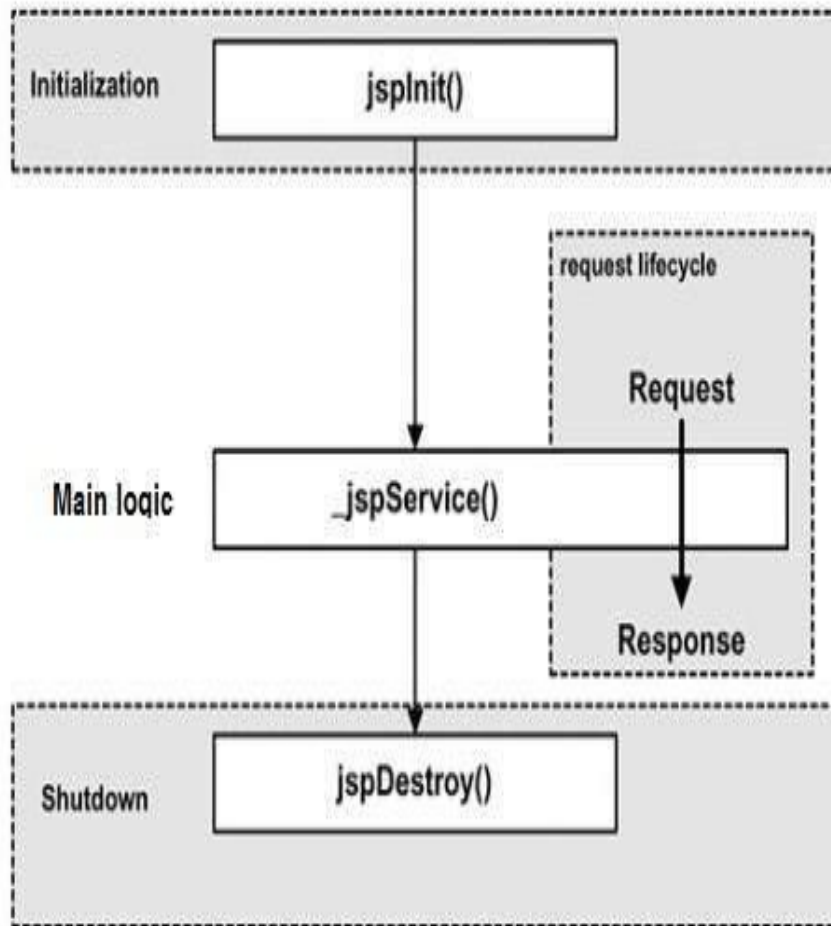 Initialization
jspInit()
request lifecycle
Request
Main logic
_jspService()
Response
Shutdown
jspDestroy()